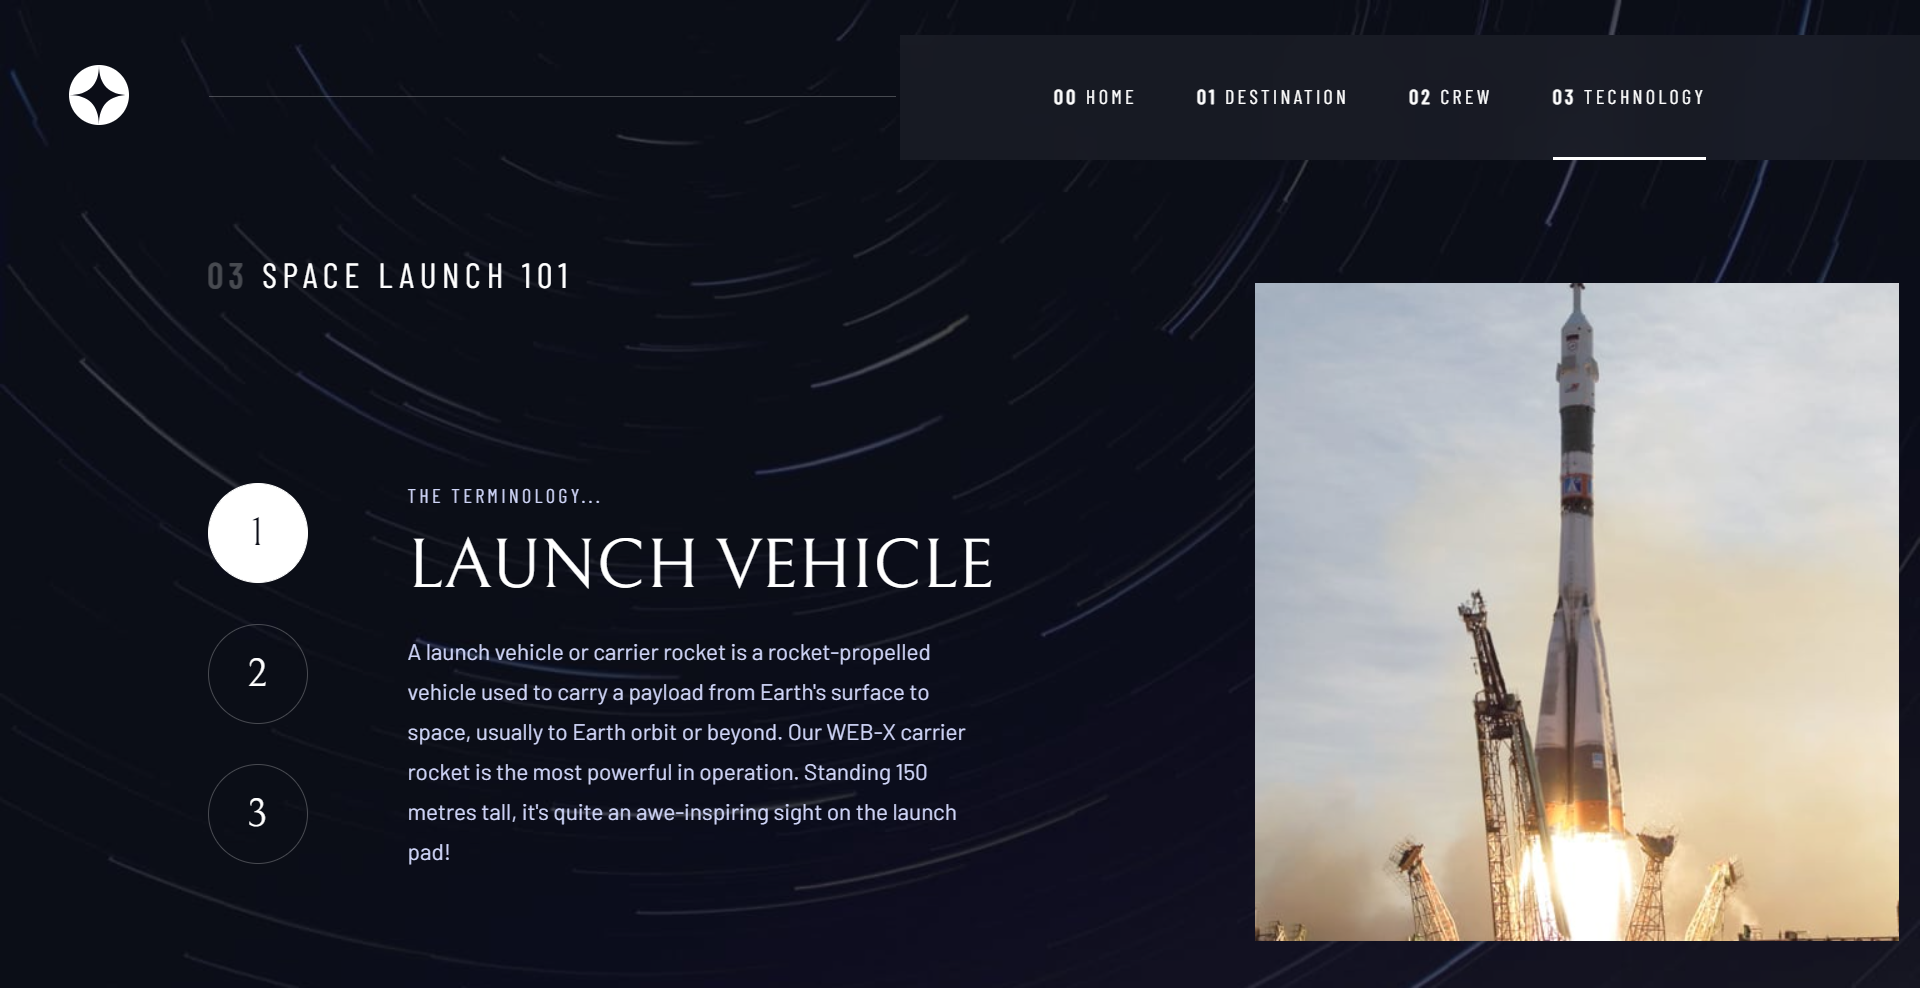 00 HOME
01 DESTINATION
02 CREW
03 TECHNOLOGY
03 SPACE LAUNCH 101
1
2
3
THE TERMINOLOGY...
LAUNCH VEHICLE
A launch vehicle or carrier rocket is a rocket-propelled
vehicle used to carry a payload from Earth's surface to
space, usually to Earth orbit or beyond. Our WEB-X carrier
rocket is the most powerful in operation. Standing 150
metres tall, it's quite an awe-inspiring sight on the launch
pad!